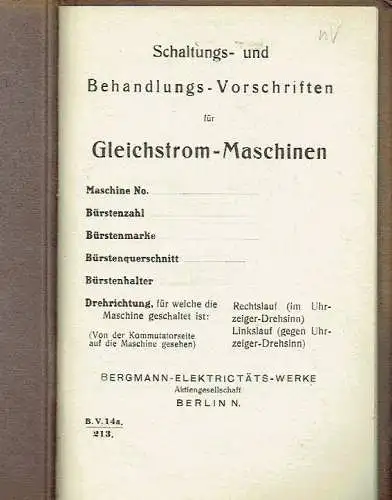 nV
Schaltungs- und
Behandlungs-Vorschriften
für
Gleichstrom-Maschinen
Maschine No.
Bürstenzahl
Bürstenmarke
Bürstenquerschnitt
Bürstenhalter
Drehrichtung, für welche die
Maschine geschaltet ist:
(Von der Kommutatorseite
auf die Maschine gesehen)
Rechtslauf (im Uhr-
zeiger-Drehsinn)
Linkslauf (gegen Uhr-
zeiger-Drehsinn)
BERGMANN-ELEKTRICTÄTS-WERKE
Aktiengesellschaft
BERLIN N.
B. V. 14a.
213.